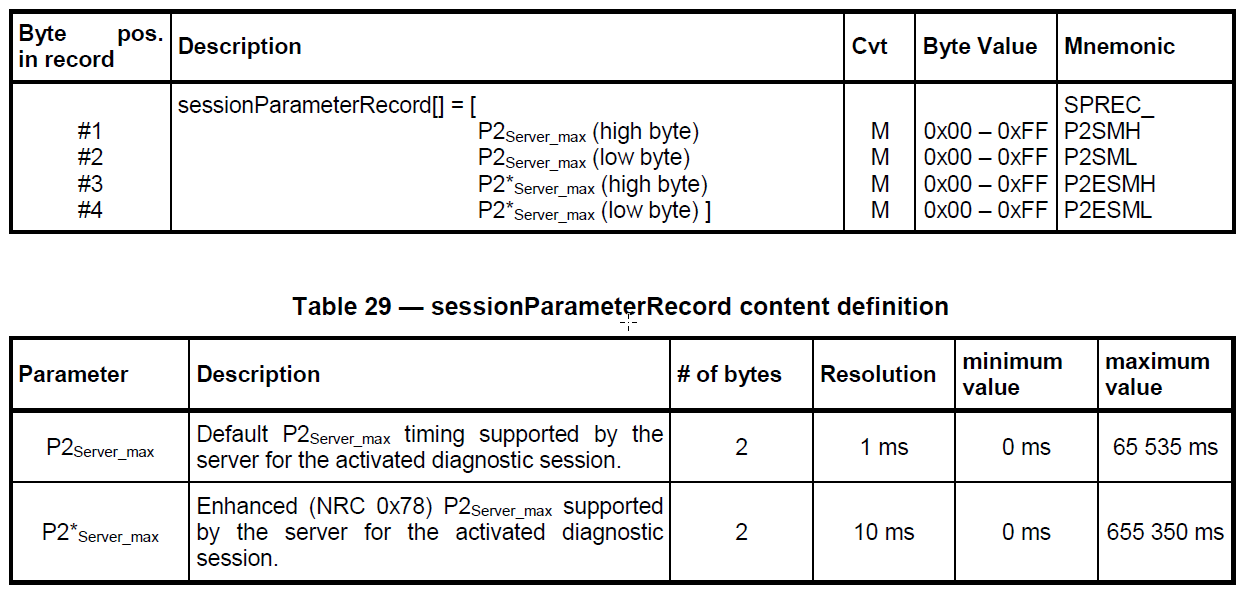 Byte pos. in record Description Cvt Byte Value Mnemonic
sessionParameterRecord[] = [ SPREC_
#1 P2Server_max (high byte) M 0x00 – 0xFF P2SMH
#2 P2Server_max (low byte) M 0x00 – 0xFF P2SML
#3 P2*Server_max (high byte) M 0x00 – 0xFF P2ESMH
#4 P2*Server_max (low byte) ] M 0x00 – 0xFF P2ESML
Table 29 — sessionParameterRecord content definition
Parameter Description # of bytes Resolution minimum value maximum value
P2Server_max Default P2Server_max timing supported by the
server for the activated diagnostic session. 2 1 ms 0 ms 65 535 ms
P2*Server_max Enhanced (NRC 0x78) P2Server_max supported
by the server for the activated diagnostic
session. 2 10 ms 0 ms 655 350 ms